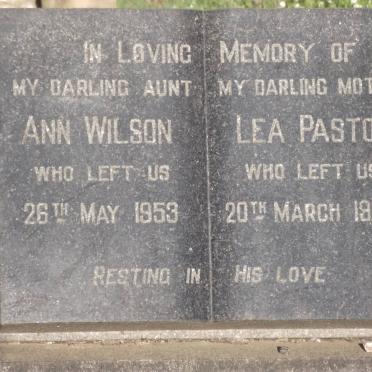 IN LOVING MEMORY OF
MY DARLING AUNT
ANN WILSON
WHO LEFT US
26TH MAY 1953
MY DARLING MOT
LEA PASTO
WHO LEFT US
20TH MARCH 19
RESTING IN HIS LOVE